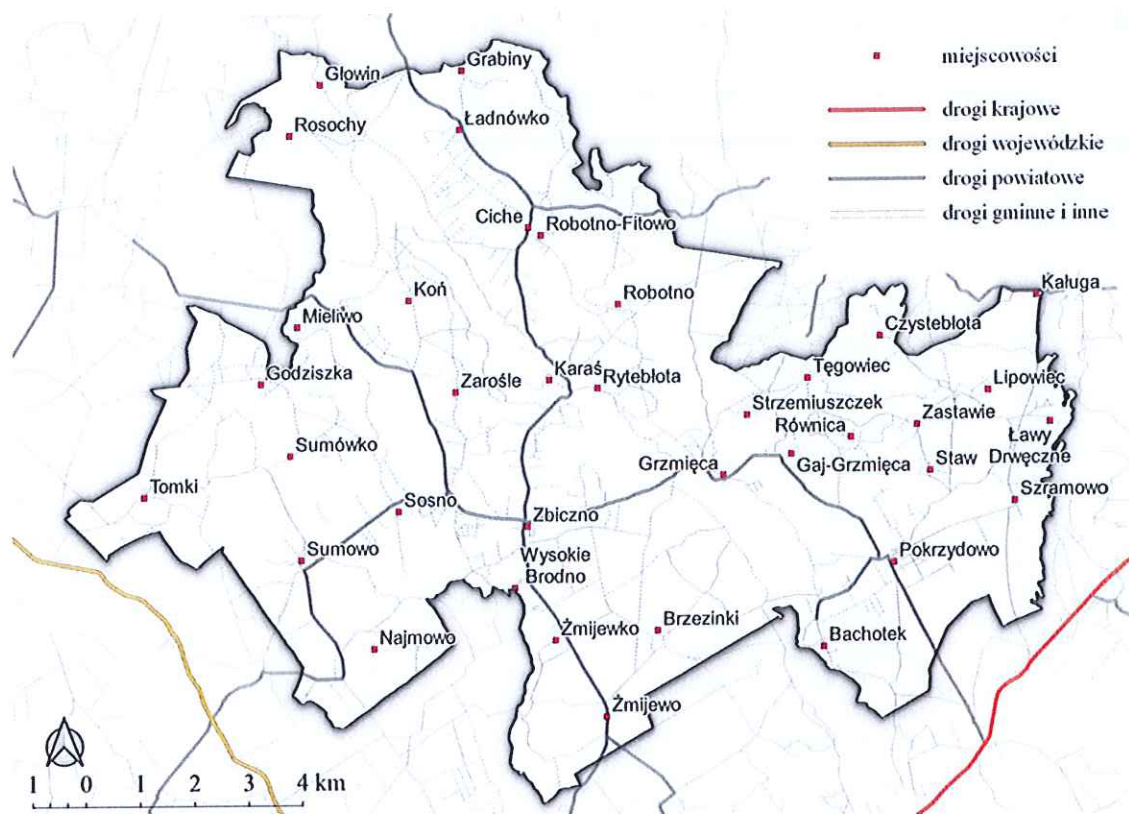 Głowin
Grabiny
miejscowości
Rosochy
Ładnówko
drogi krajowe
drogi wojewódzkie
drogi powiatowe
drogi gminne i inne
Ciche
Robotno-Fitowo
Koń
Robotno
Kaługa
Mieliwo
Czystebłota
Godziszka
Zarośle
Karaś
Rytebłota
Tęgowiec
Lipowiec
Strzemiuszczek
Zastawie
Równica
Ławy
Drwęczne
Sumówko
Grzmięca
Gaj-Grzmięca
Staw
Tomki
Sosno
Zbiczno
Szramowo
Sumowo
Wysokie
Brodno
Pokrzydowo
Najmowo
Żmijewko
Brzezinki
Bachotek
Żmijewo
1 0 1 2 3 4 km